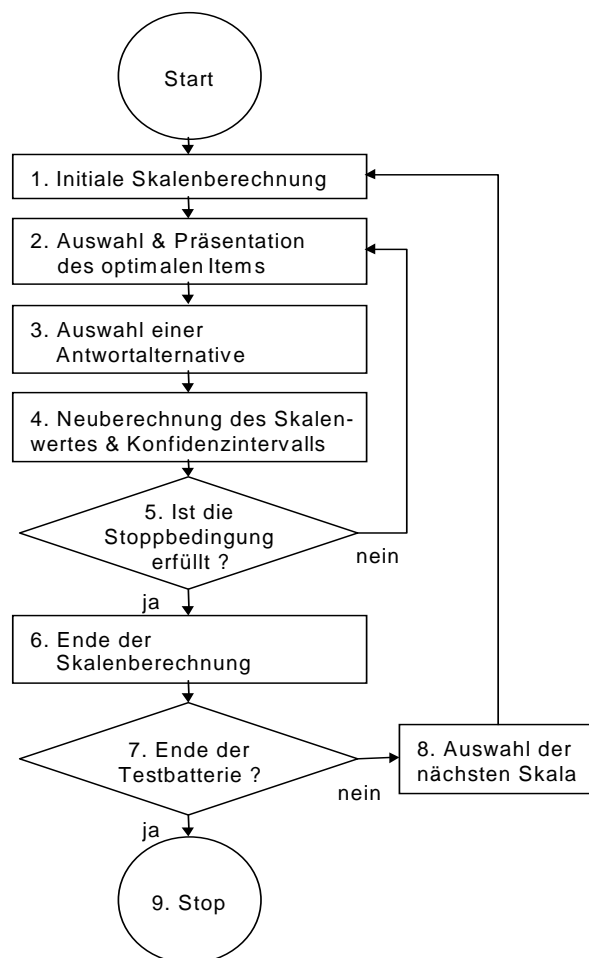 Start
1. Initiale Skalenberechnung
2. Auswahl & Präsentation
des optimalen Items
3. Auswahl einer
Antwortalternative
4. Neuberechnung des Skalen-
wertes & Konfidenzintervalls
5. Ist die
Stoppbedingung
erfüllt ?
nein
ja
6. Ende der
Skalenberechnung
7. Ende der
Testbatterie ?
nein
8. Auswahl der
nächsten Skala
ja
9. Stop